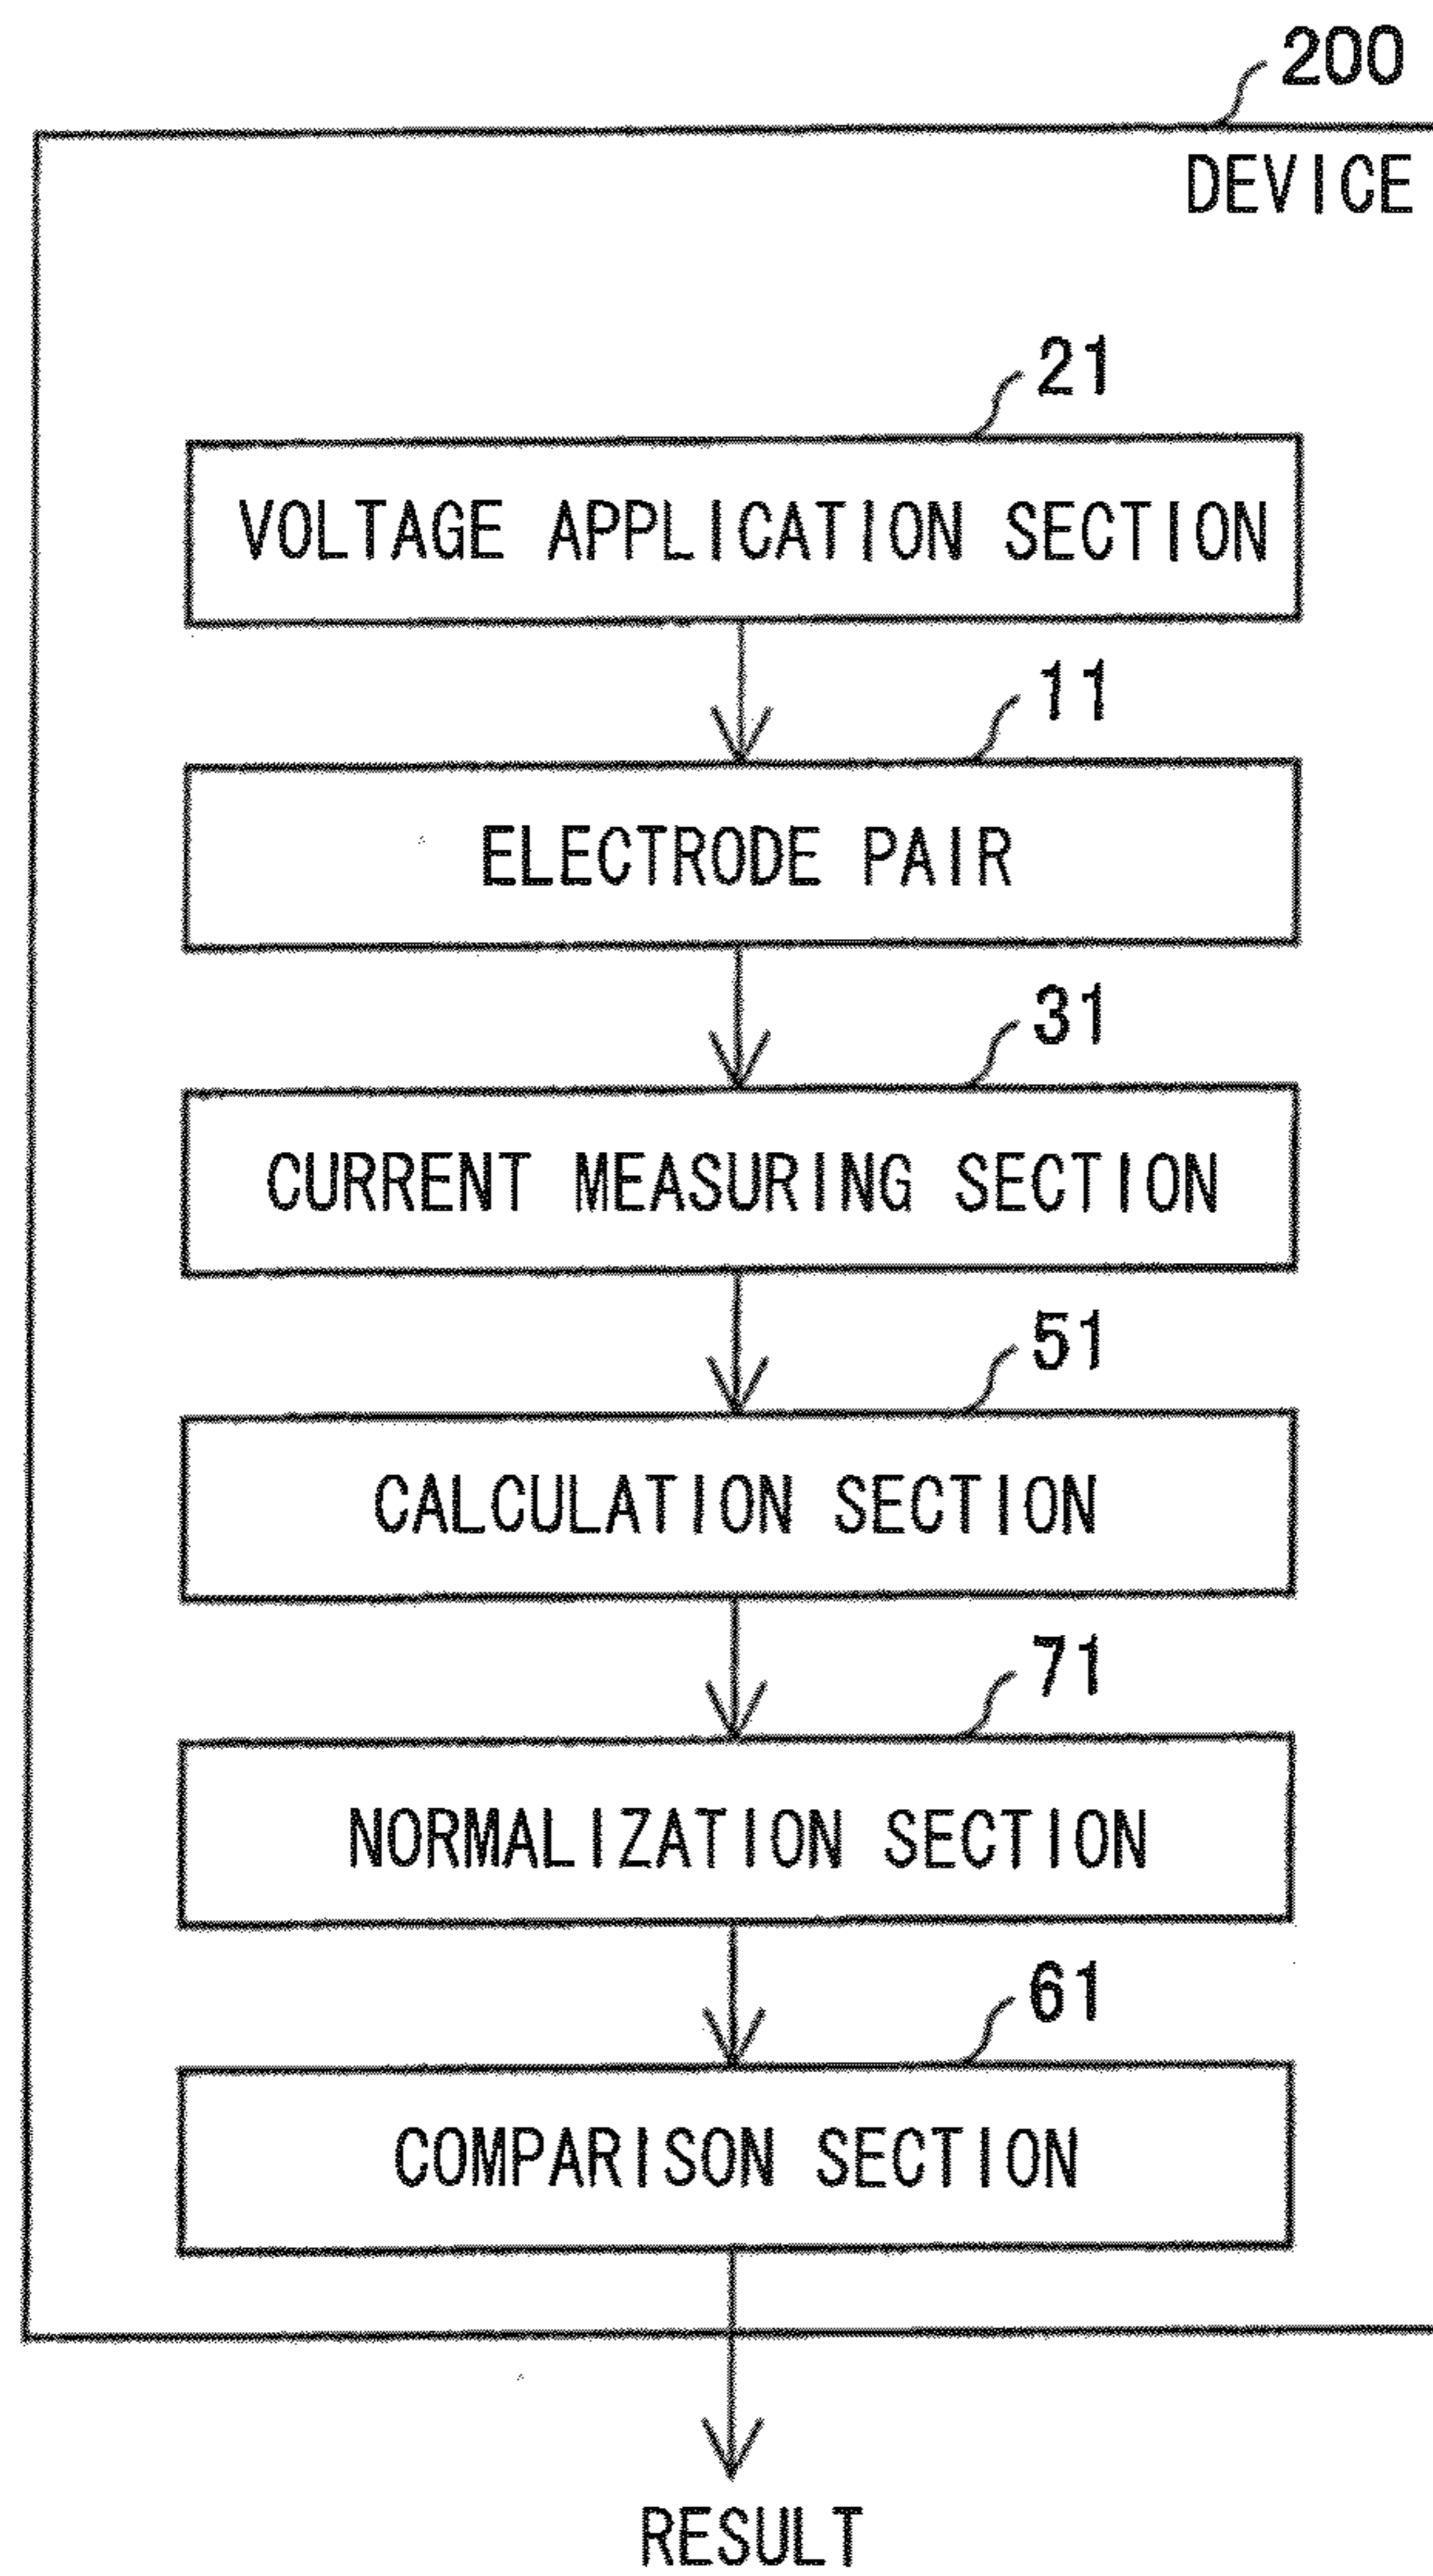 200
DEVICE
21
VOLTAGE APPLICATION SECTION
11
ELECTRODE PAIR
31
CURRENT MEASURING SECTION
51
CALCULATION SECTION
71
NORMALIZATION SECTION
61
COMPARISON SECTION
RESULT